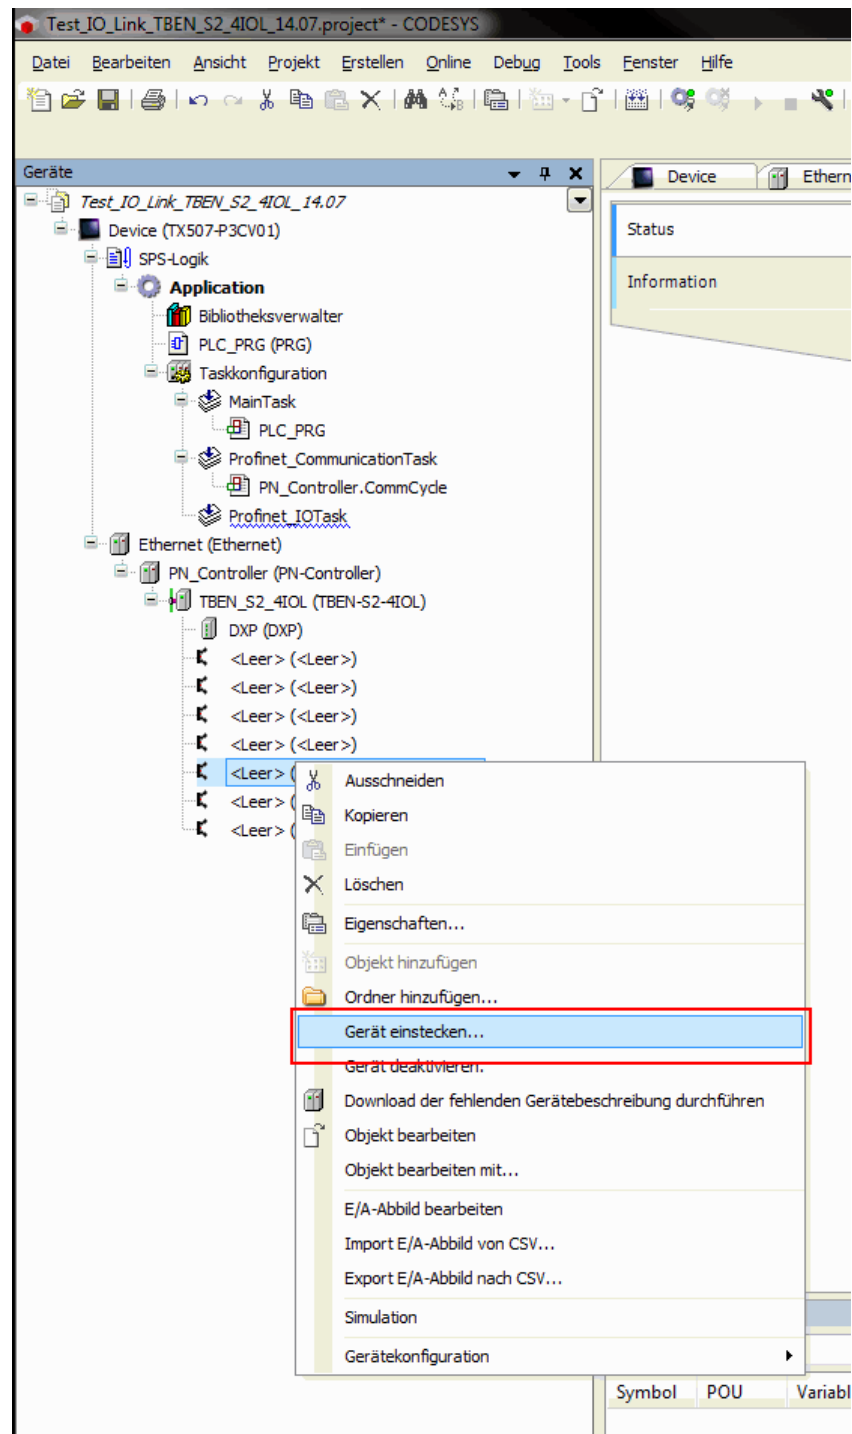 Test_IO_Link_TBEN_S2_4IOL_14.07.project* - CODESYS
Datei Bearbeiten Ansicht Projekt Erstellen Online Debug Tools Fenster Hilfe
Geräte
Device Ethern
Test_IO_Link_TBEN_S2_4IOL_14.07
Device (TX507-P3CV01)
Status
SPS-Logik
Information
Application
Bibliotheksverwalter
PLC_PRG (PRG)
Taskkonfiguration
MainTask
PLC_PRG
Profinet_CommunicationTask
PN_Controller.CommCycle
Profinet_IOTask
Ethernet (Ethernet)
PN_Controller (PN-Controller)
TBEN_S2_4IOL (TBEN-S2-4IOL)
DXP (DXP)
<Leer> (<Leer>)
<Leer> (<Leer>)
<Leer> (<Leer>)
<Leer> (<Leer>)
<Leer> (
<Leer> (
<Leer> (
Ausschneiden
Kopieren
Einfügen
Löschen
Eigenschaften...
Objekt hinzufügen
Ordner hinzufügen...
Gerät einstecken...
Gerät deaktivieren.
Download der fehlenden Gerätebeschreibung durchführen
Objekt bearbeiten
Objekt bearbeiten mit...
E/A-Abbild bearbeiten
Import E/A-Abbild von CSV...
Export E/A-Abbild nach CSV...
Simulation
Gerätekonfiguration
Symbol POU Variabl